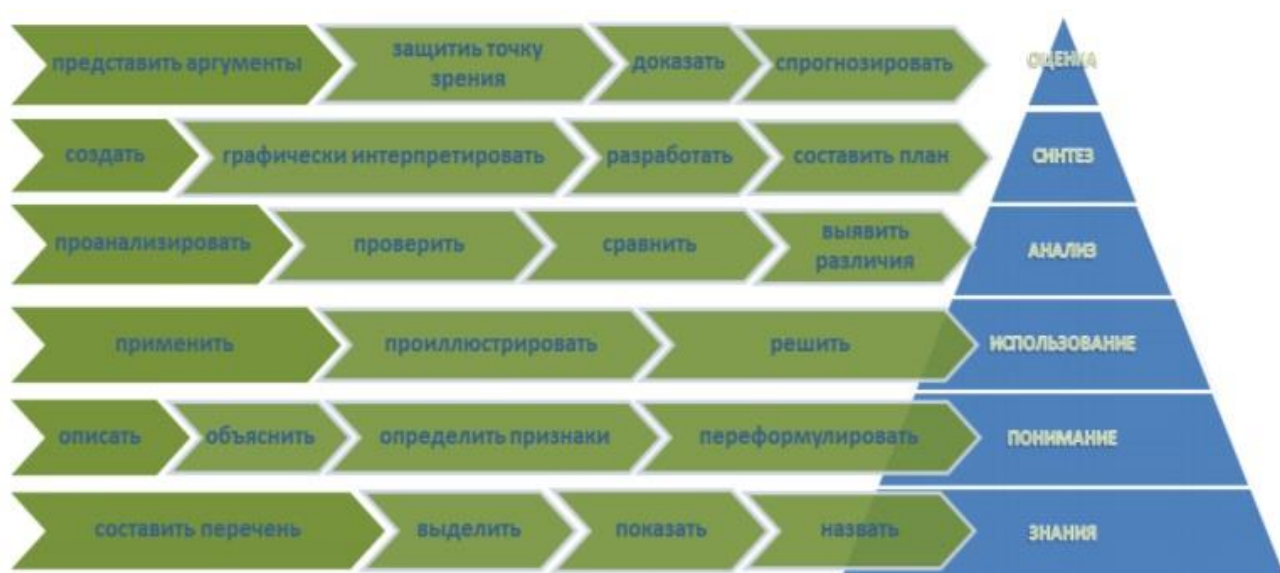 представить аргументы
защитиь точку
зрения
доказать
спрогнозировать
ОЦЕНКА
создать
графически интерпретировать
разработать
составить план
СИНТЕЗ
проанализировать
проверить
сравнить
выявить
различия
АНАЛИЗ
применить
проиллюстрировать
решить
ИСПОЛЬЗОВАНИЕ
описать
объяснить
определить признаки
переформулировать
ПОНИМАНИЕ
составить перечень
выделить
показать
назвать
ЗНАНИЯ